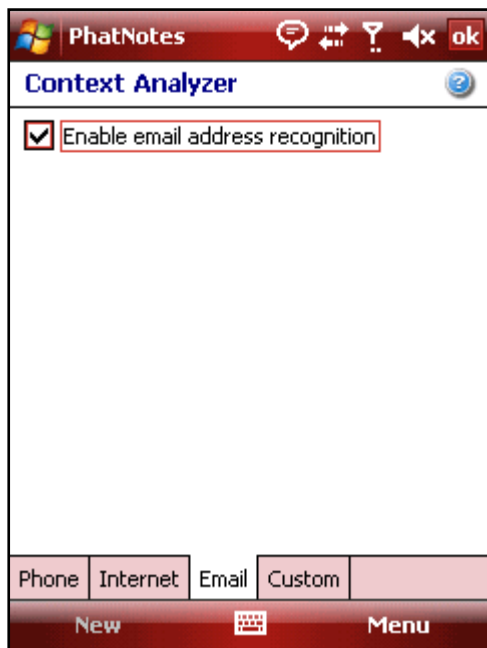 PhatNotes ok
Context Analyzer
Enable email address recognition
Phone Internet Email Custom
New Menu